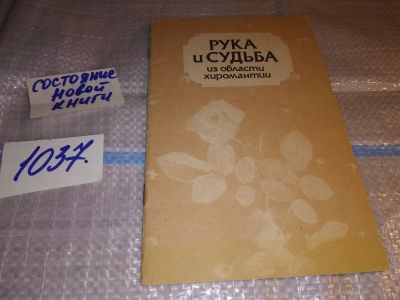 РУКА
и СУДЬБА
из области
хиромантии
состояние
новой
книги
1037.